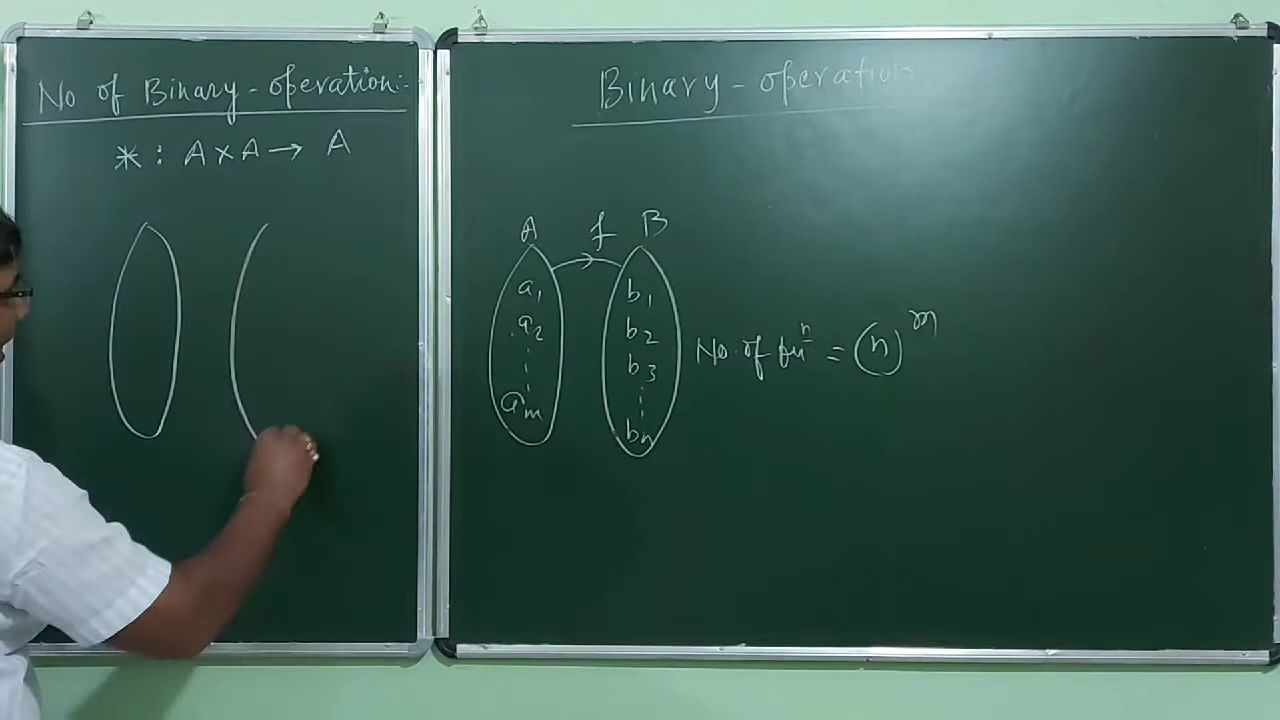 No of Binary-operation:-
* : A×A → A
Binary-operation
A f B
a₁ b₁
a₂ b₂
b₃
aₘ bₙ
No. of fuⁿ = (n)ᵐ